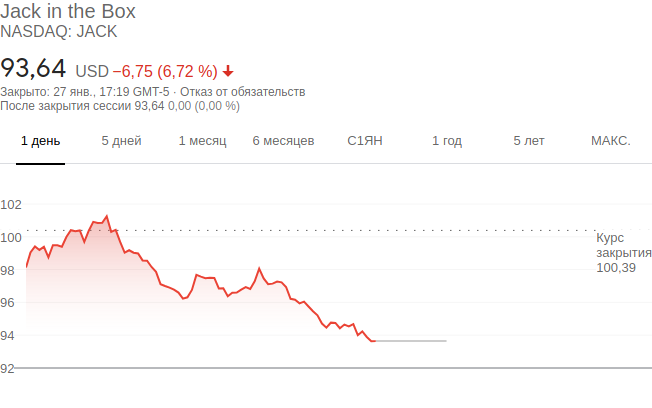 Jack in the Box
NASDAQ: JACK
93,64 USD −6,75 (6,72 %)
Закрыто: 27 янв., 17:19 GMT-5 · Отказ от обязательств
После закрытия сессии 93,64 0,00 (0,00 %)
1 день 5 дней 1 месяц 6 месяцев С1ЯН 1 год 5 лет МАКС.
102
100
98
96
94
92
Курс
закрытия
100,39